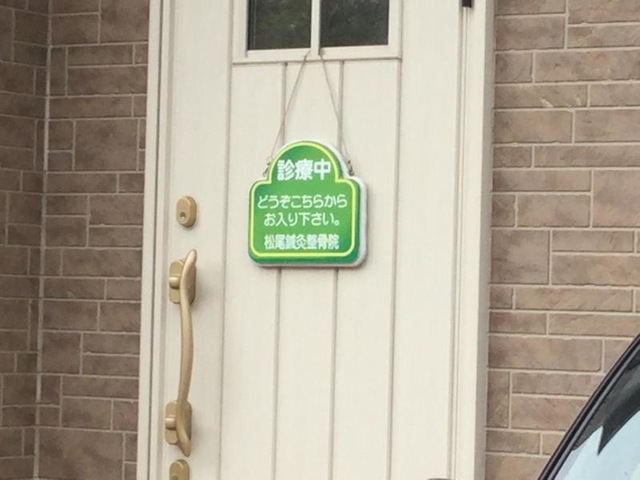 診療中
どうぞこちらから
お入り下さい。
松尾鍼灸整骨院